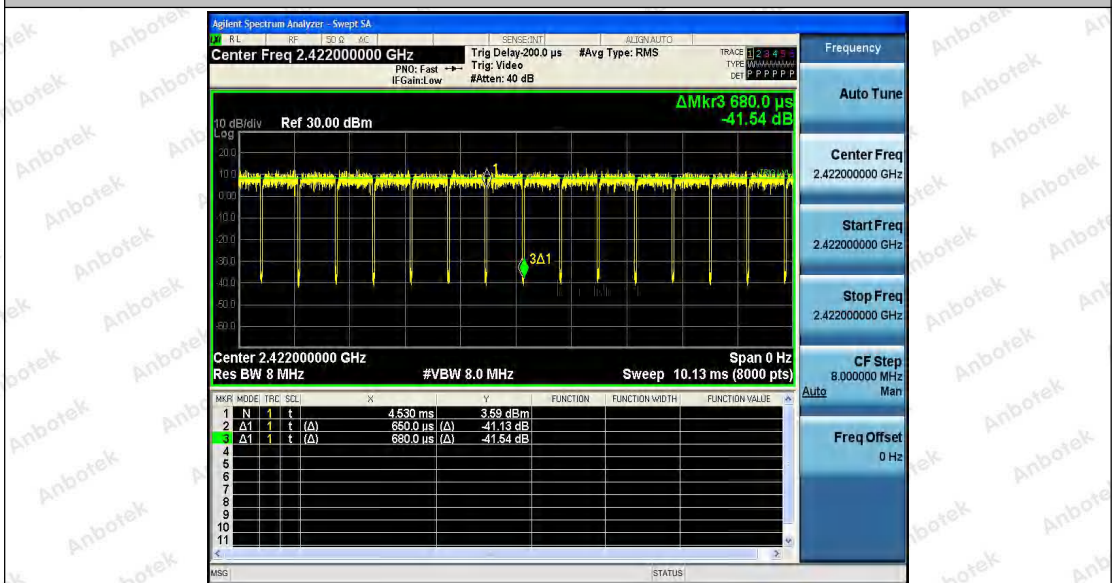 Agilent Spectrum Analyzer - Swept SA
RL RF 50 Ω AC SENSE:INT ALIGN AUTO
Center Freq 2.422000000 GHz
PNO: Fast
IFGain:Low
Trig Delay-200.0 µs
Trig: Video
#Atten: 40 dB
#Avg Type: RMS
TRACE 1 2 3 4 5 6
TYPE
DET P P P P P P
ΔMkr3 680.0 µs
-41.54 dB
10 dB/div
Log
Ref 30.00 dBm
20.0
10.0
0.00
-10.0
-20.0
-30.0
-40.0
-50.0
-60.0
1
3Δ1
Center 2.422000000 GHz
Span 0 Hz
Res BW 8 MHz
#VBW 8.0 MHz
Sweep 10.13 ms (8000 pts)
MKR MODE TRC SCL X Y FUNCTION FUNCTION WIDTH FUNCTION VALUE
1 N 1 t 4.530 ms 3.59 dBm
2 Δ1 1 t (Δ) 650.0 µs (Δ) -41.13 dB
3 Δ1 1 t (Δ) 680.0 µs (Δ) -41.54 dB
4
5
6
7
8
9
10
11
MSG
STATUS
Frequency
Auto Tune
Center Freq
2.422000000 GHz
Start Freq
2.422000000 GHz
Stop Freq
2.422000000 GHz
CF Step
8.000000 MHz
Auto Man
Freq Offset
0 Hz
Anbotek